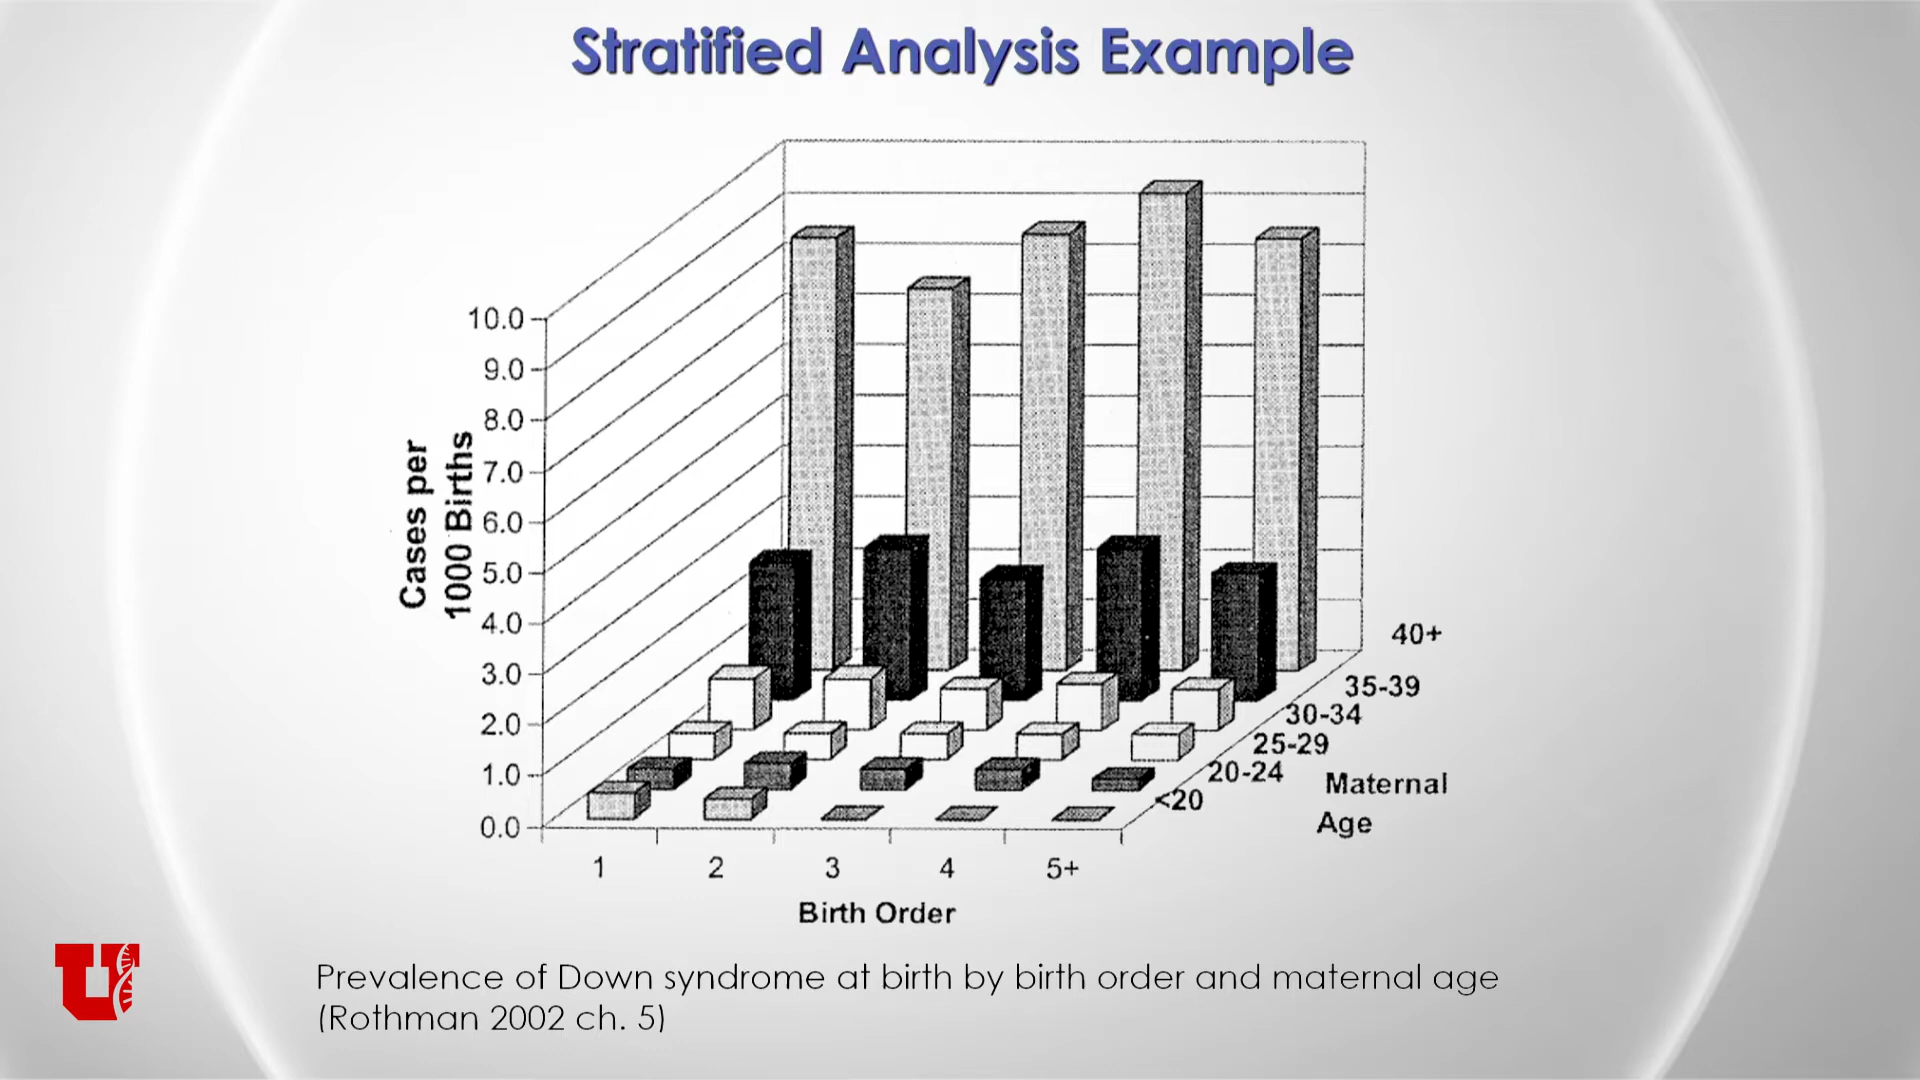 Stratified Analysis Example
10.0
9.0
8.0
7.0
6.0
5.0
4.0
3.0
2.0
1.0
0.0
Cases per
1000 Births
1 2 3 4 5+
Birth Order
40+
35-39
30-34
25-29
20-24
<20
Maternal
Age
U
Prevalence of Down syndrome at birth by birth order and maternal age
(Rothman 2002 ch. 5)